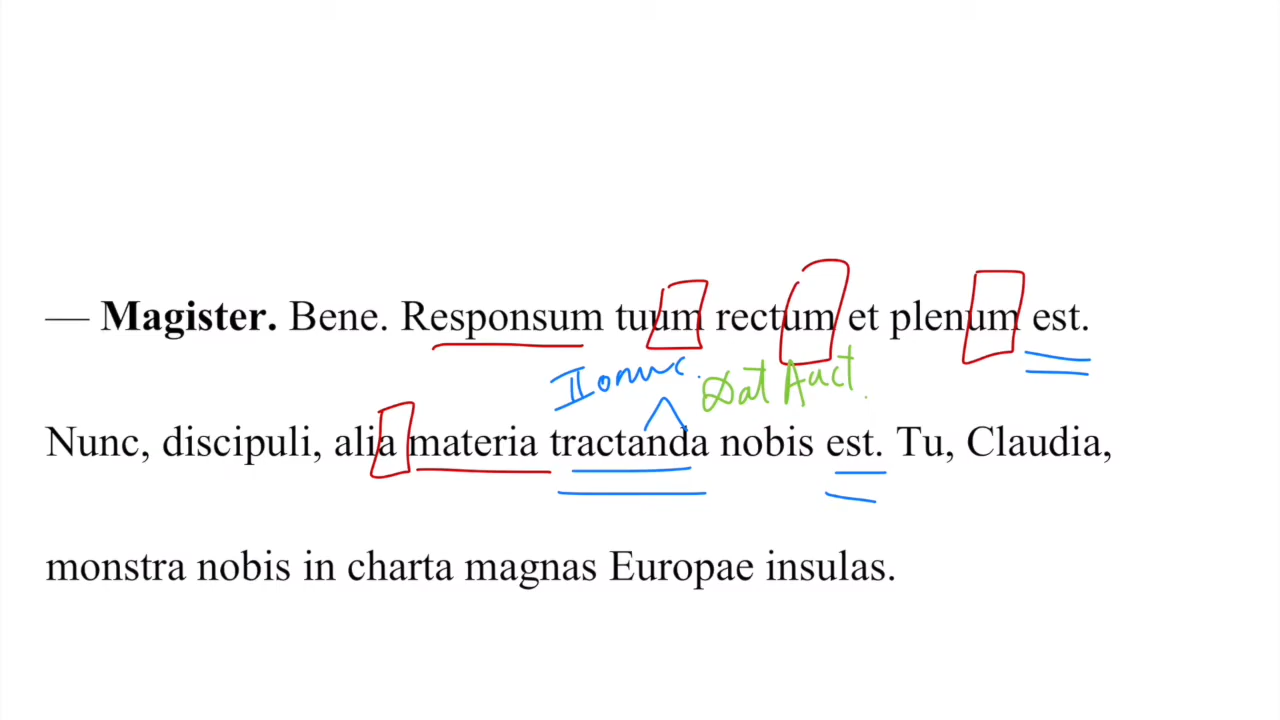 — Magister. Bene. Responsum tuum rectum et plenum est.
Dat Auct.
Nunc, discipuli, alia materia tractanda nobis est. Tu, Claudia,
monstra nobis in charta magnas Europae insulas.